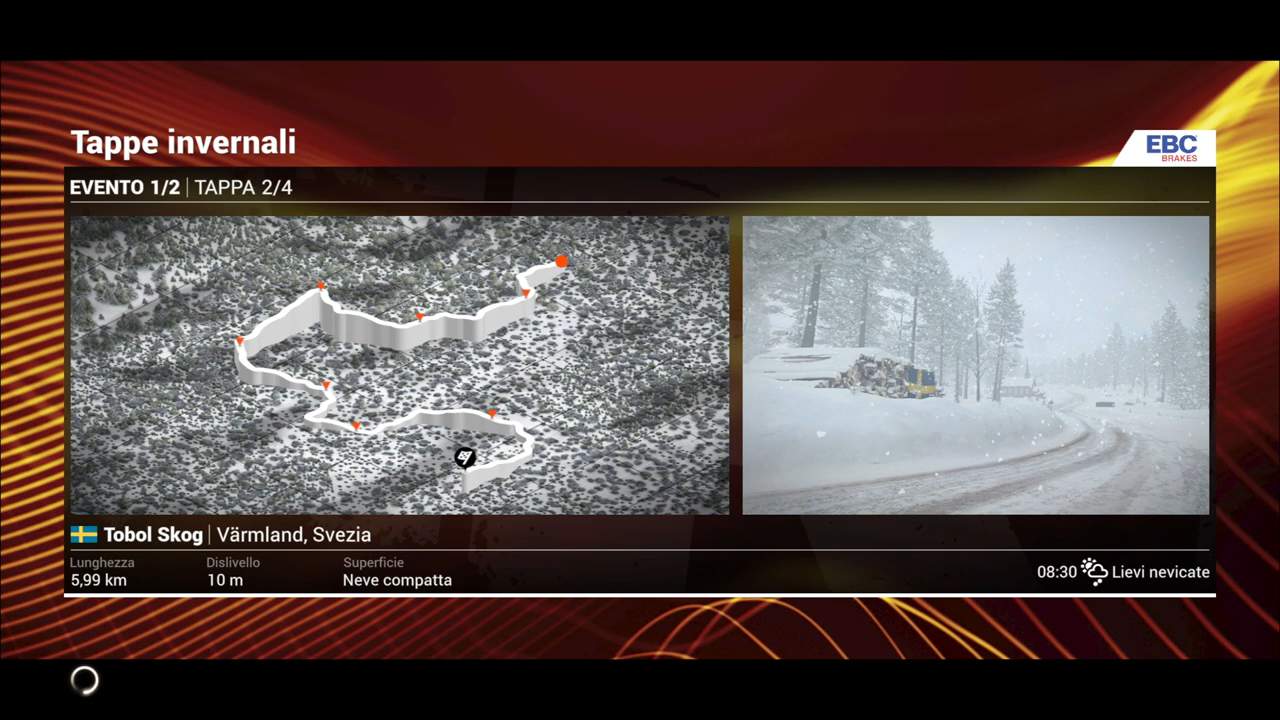 Tappe invernali
EBC
BRAKES
EVENTO 1/2 | TAPPA 2/4
Tobol Skog | Värmland, Svezia
Lunghezza Dislivello Superficie
5,99 km 10 m Neve compatta
08:30 Lievi nevicate